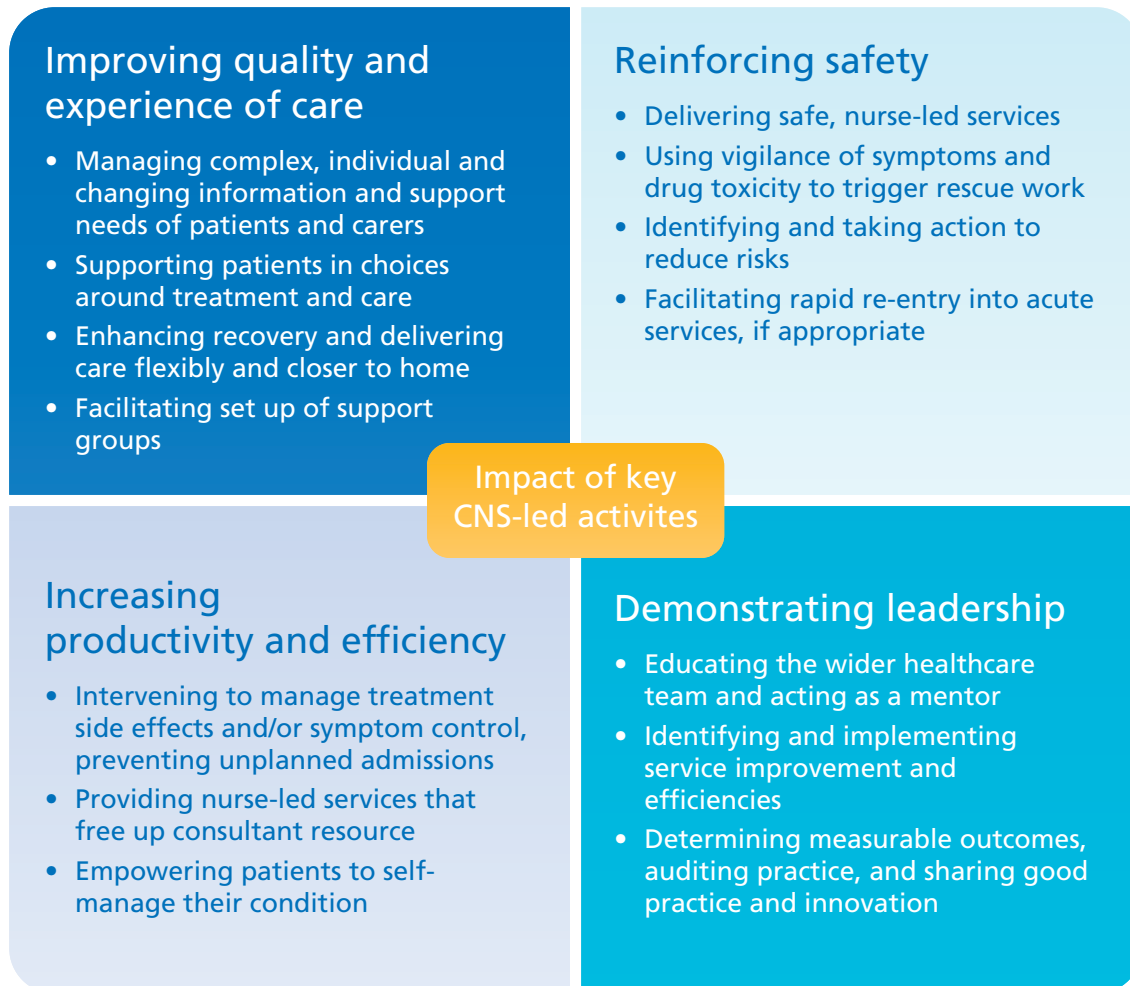 Improving quality and
experience of care
• Managing complex, individual and
changing information and support
needs of patients and carers
• Supporting patients in choices
around treatment and care
• Enhancing recovery and delivering
care flexibly and closer to home
• Facilitating set up of support
groups
Reinforcing safety
• Delivering safe, nurse-led services
• Using vigilance of symptoms and
drug toxicity to trigger rescue work
• Identifying and taking action to
reduce risks
• Facilitating rapid re-entry into acute
services, if appropriate
Impact of key
CNS-led activites
Increasing
productivity and efficiency
• Intervening to manage treatment
side effects and/or symptom control,
preventing unplanned admissions
• Providing nurse-led services that
free up consultant resource
• Empowering patients to self-
manage their condition
Demonstrating leadership
• Educating the wider healthcare
team and acting as a mentor
• Identifying and implementing
service improvement and
efficiencies
• Determining measurable outcomes,
auditing practice, and sharing good
practice and innovation